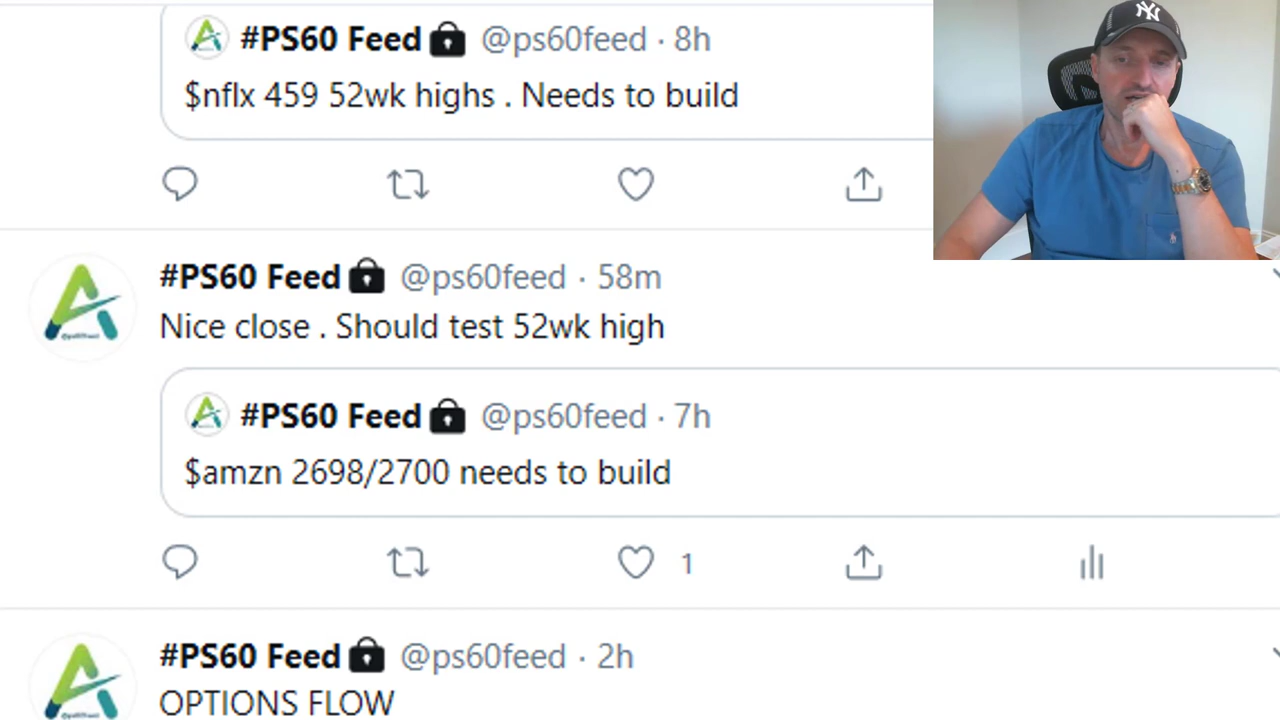 #PS60 Feed @ps60feed · 8h
$nflx 459 52wk highs . Needs to build
NY
#PS60 Feed @ps60feed · 58m
Nice close . Should test 52wk high
#PS60 Feed @ps60feed · 7h
$amzn 2698/2700 needs to build
1
#PS60 Feed @ps60feed · 2h
OPTIONS FLOW